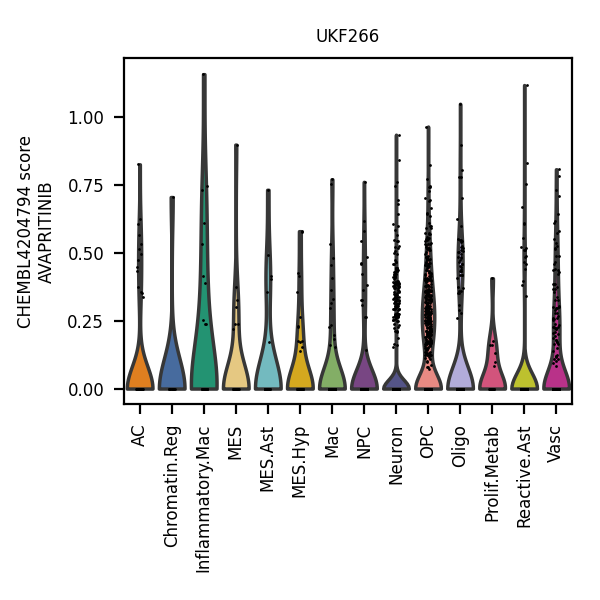 UKF266
CHEMBL4204794 score
AVAPRITINIB
1.00
0.75
0.50
0.25
0.00
AC
Chromatin.Reg
Inflammatory.Mac
MES
MES.Ast
MES.Hyp
Mac
NPC
Neuron
OPC
Oligo
Prolif.Metab
Reactive.Ast
Vasc